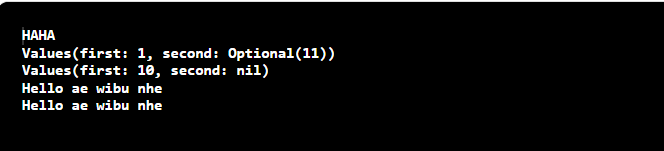 HAHA
Values(first: 1, second: Optional(11))
Values(first: 10, second: nil)
Hello ae wibu nhe
Hello ae wibu nhe